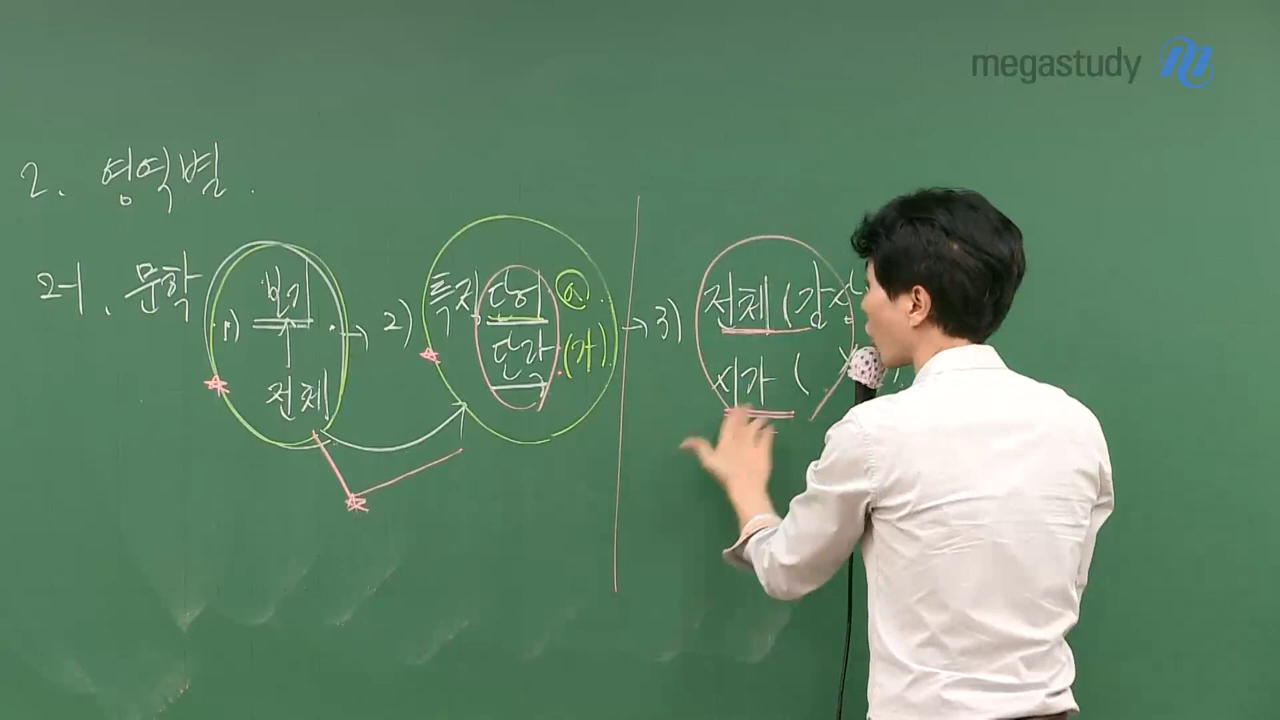 megastudy
2. 영역별.
2-1. 문학
1) 보기 → 2) 특정 단어 ⓐ → 3) 전체 (감상
전체 단락 (가) 시가 (